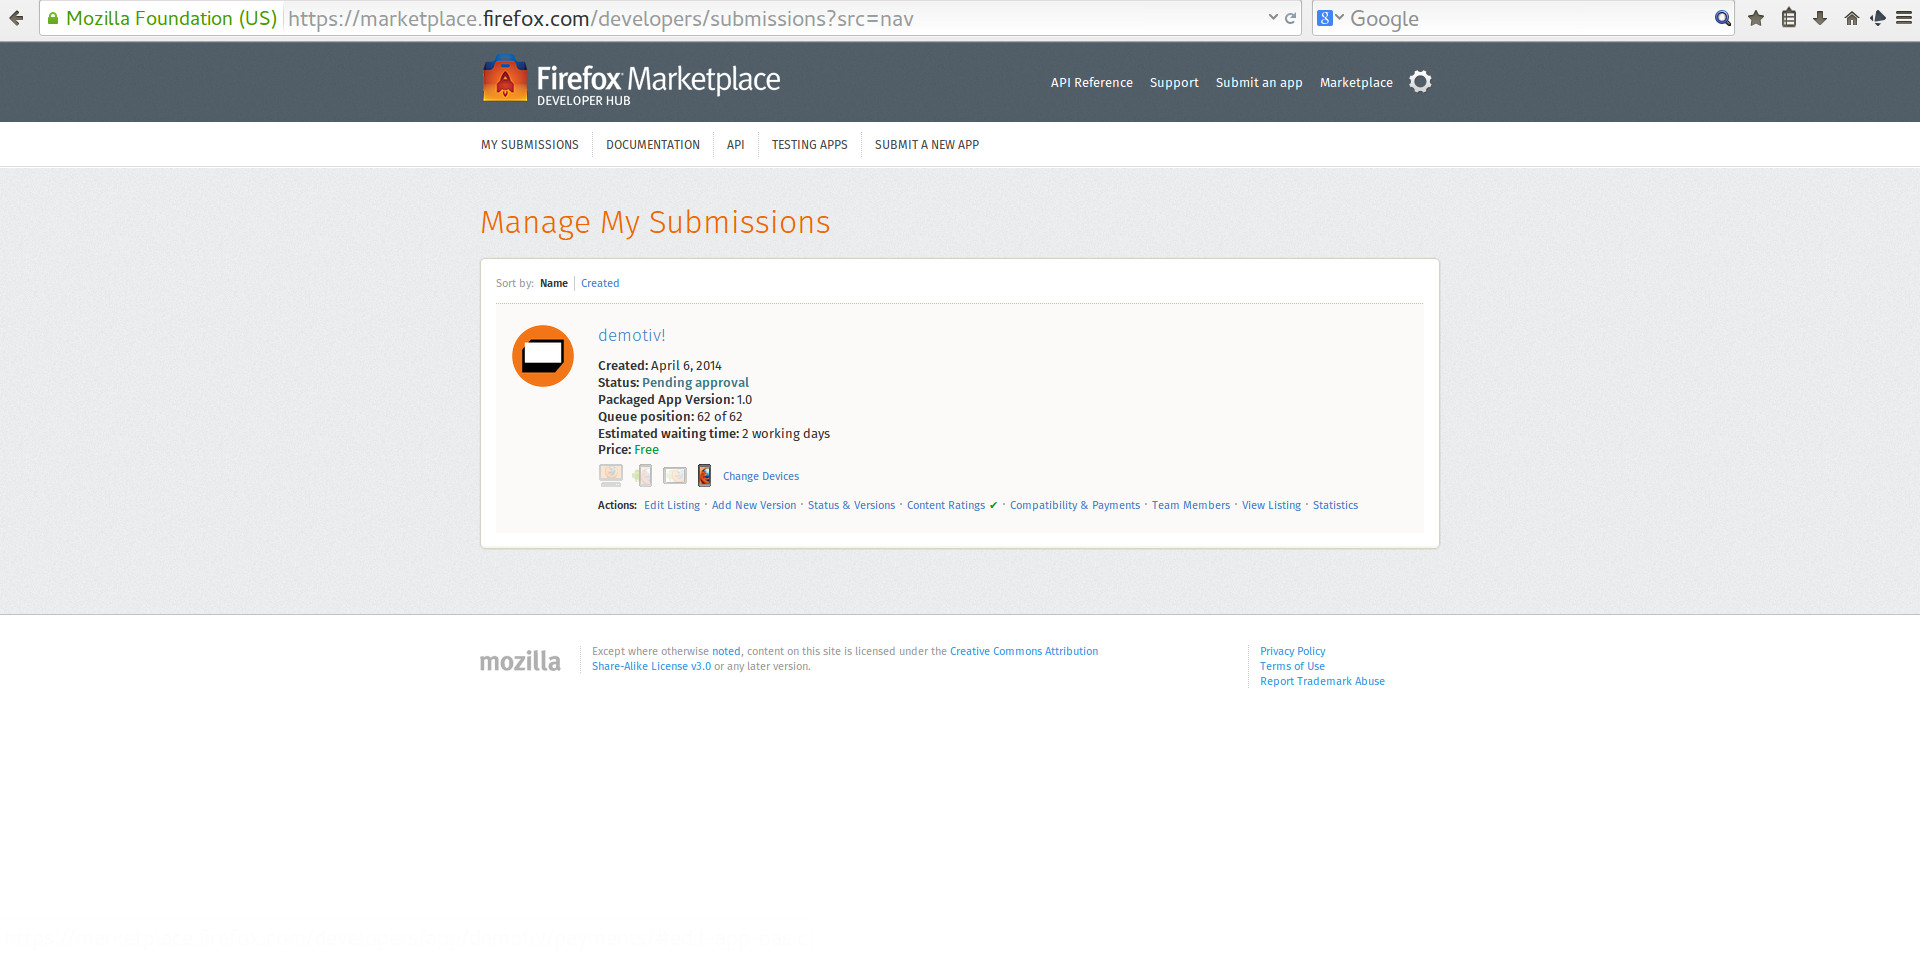 Mozilla Foundation (US) https://marketplace.firefox.com/developers/submissions?src=nav 8 Google
Firefox Marketplace
DEVELOPER HUB
API Reference Support Submit an app Marketplace
MY SUBMISSIONS DOCUMENTATION API TESTING APPS SUBMIT A NEW APP
Manage My Submissions
Sort by: Name Created
demotiv!
Created: April 6, 2014
Status: Pending approval
Packaged App Version: 1.0
Queue position: 62 of 62
Estimated waiting time: 2 working days
Price: Free
Change Devices
Actions: Edit Listing · Add New Version · Status & Versions · Content Ratings ✔ · Compatibility & Payments · Team Members · View Listing · Statistics
mozilla
Except where otherwise noted, content on this site is licensed under the Creative Commons Attribution
Share-Alike License v3.0 or any later version.
Privacy Policy
Terms of Use
Report Trademark Abuse